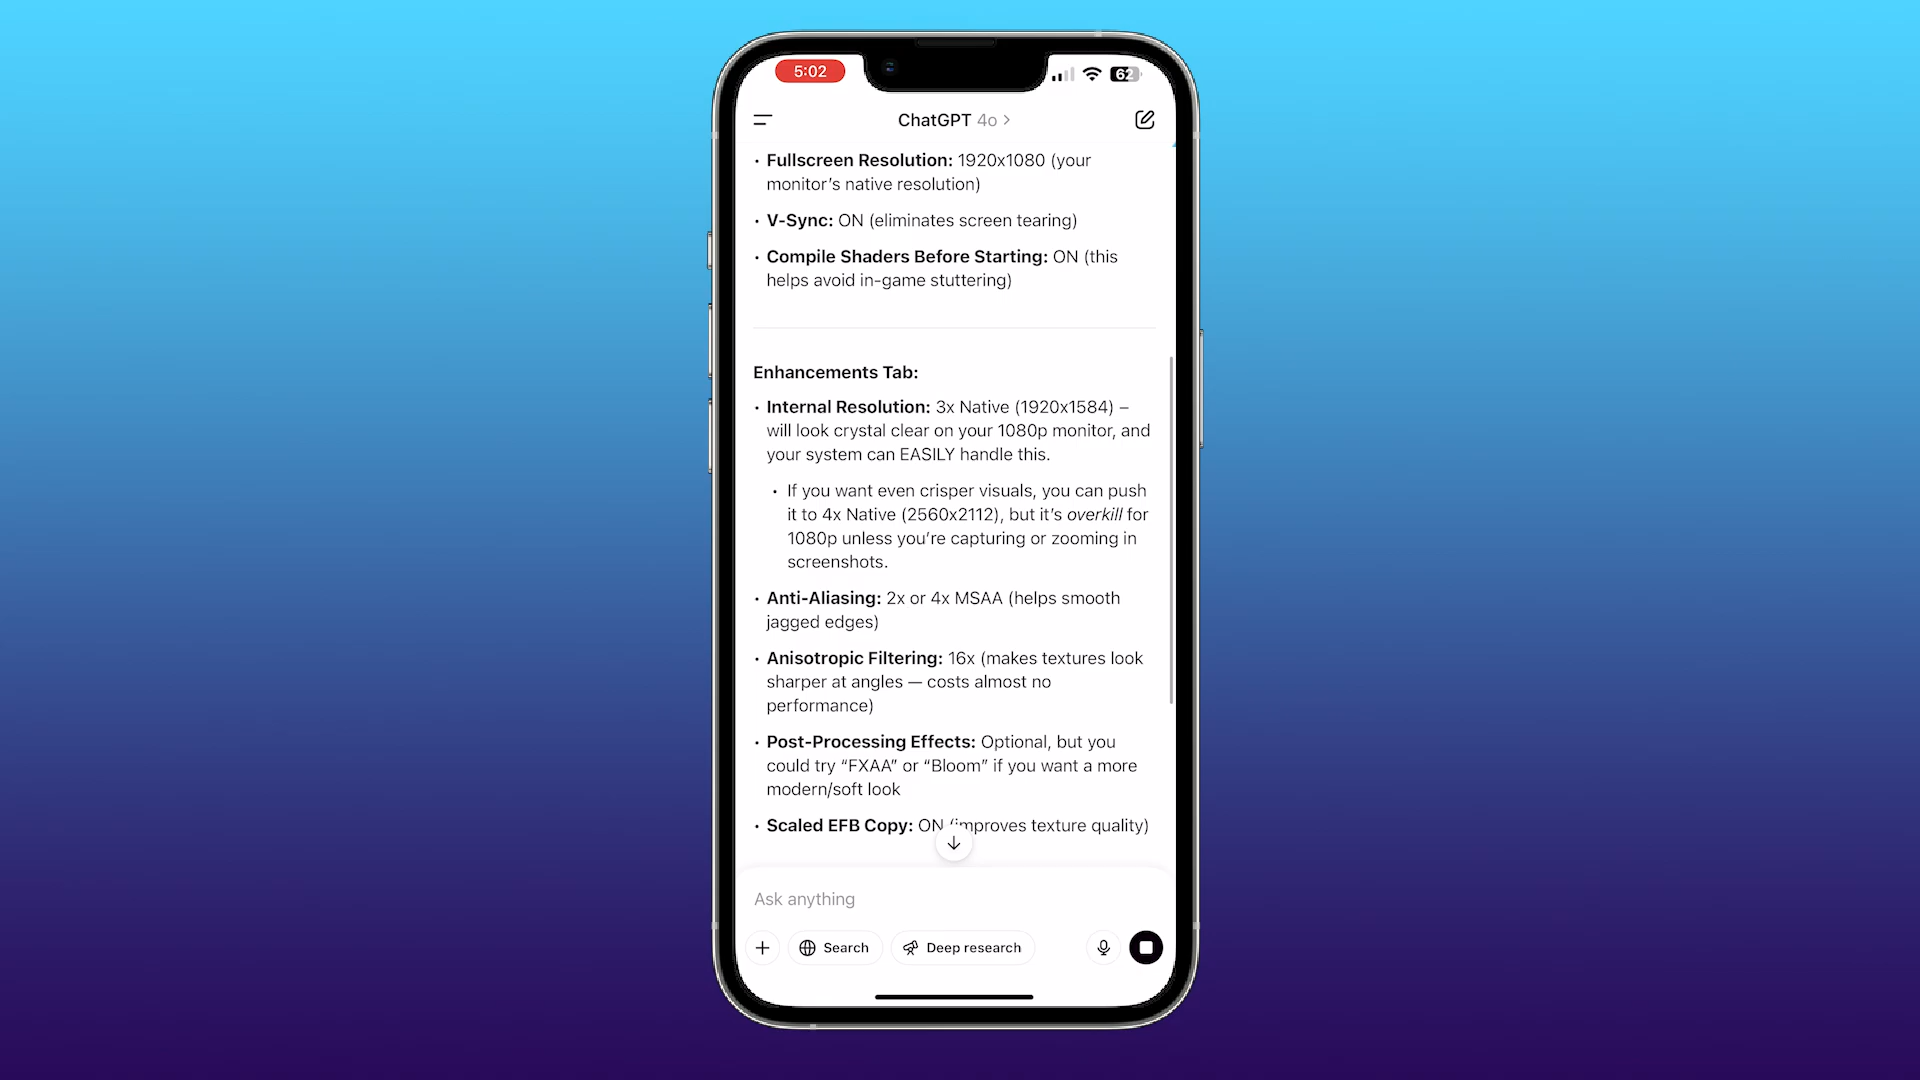 5:02
62
ChatGPT 4o >
• Fullscreen Resolution: 1920x1080 (your
monitor’s native resolution)
• V-Sync: ON (eliminates screen tearing)
• Compile Shaders Before Starting: ON (this
helps avoid in-game stuttering)
Enhancements Tab:
• Internal Resolution: 3x Native (1920x1584) –
will look crystal clear on your 1080p monitor, and
your system can EASILY handle this.
• If you want even crisper visuals, you can push
it to 4x Native (2560x2112), but it’s overkill for
1080p unless you’re capturing or zooming in
screenshots.
• Anti-Aliasing: 2x or 4x MSAA (helps smooth
jagged edges)
• Anisotropic Filtering: 16x (makes textures look
sharper at angles — costs almost no
performance)
• Post-Processing Effects: Optional, but you
could try “FXAA” or “Bloom” if you want a more
modern/soft look
• Scaled EFB Copy: ON (improves texture quality)
Ask anything
Search
Deep research